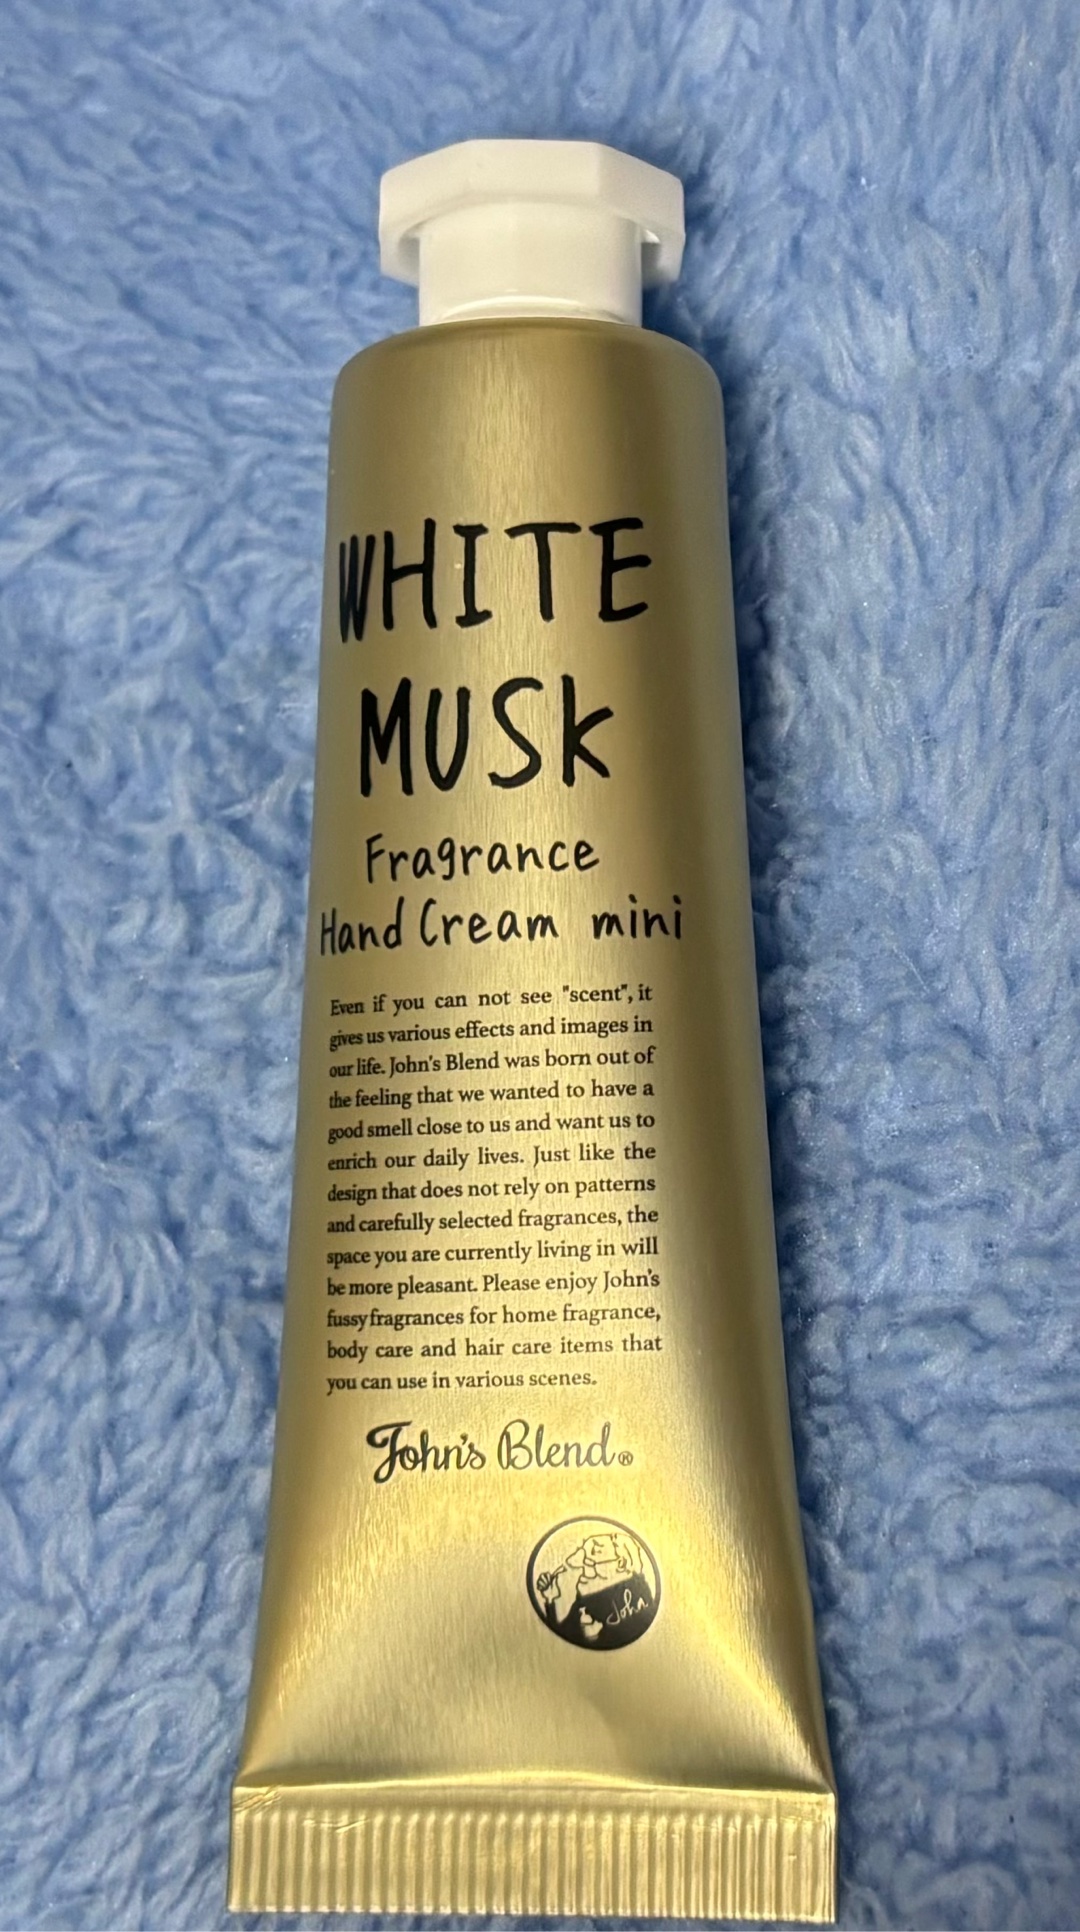 WHITE
MUSk
Fragrance
Hand Cream mini
Even if you can not see "scent", it
gives us various effects and images in
our life. John's Blend was born out of
the feeling that we wanted to have a
good smell close to us and want us to
enrich our daily lives. Just like the
design that does not rely on patterns
and carefully selected fragrances, the
space you are currently living in will
be more pleasant. Please enjoy John's
fussy fragrances for home fragrance,
body care and hair care items that
you can use in various scenes.
John's Blend®
John